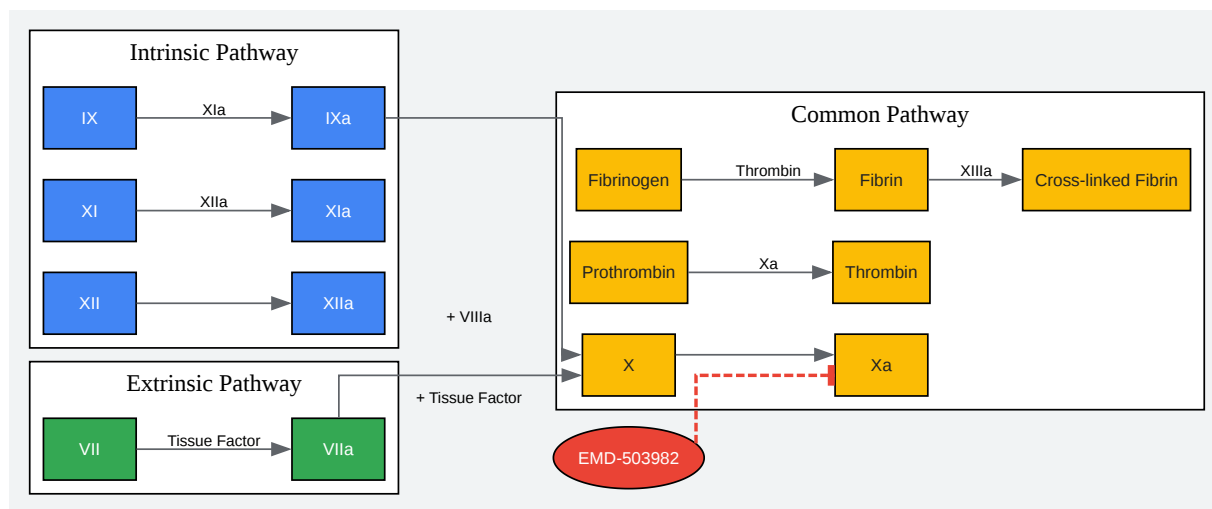 Intrinsic Pathway
IX
XIa
IXa
XI
XIIa
XIa
XII
XIIa
+ VIIIa
Extrinsic Pathway
VII
Tissue Factor
VIIa
+ Tissue Factor
Common Pathway
Fibrinogen
Thrombin
Fibrin
XIIIa
Cross-linked Fibrin
Prothrombin
Xa
Thrombin
X
Xa
EMD-503982